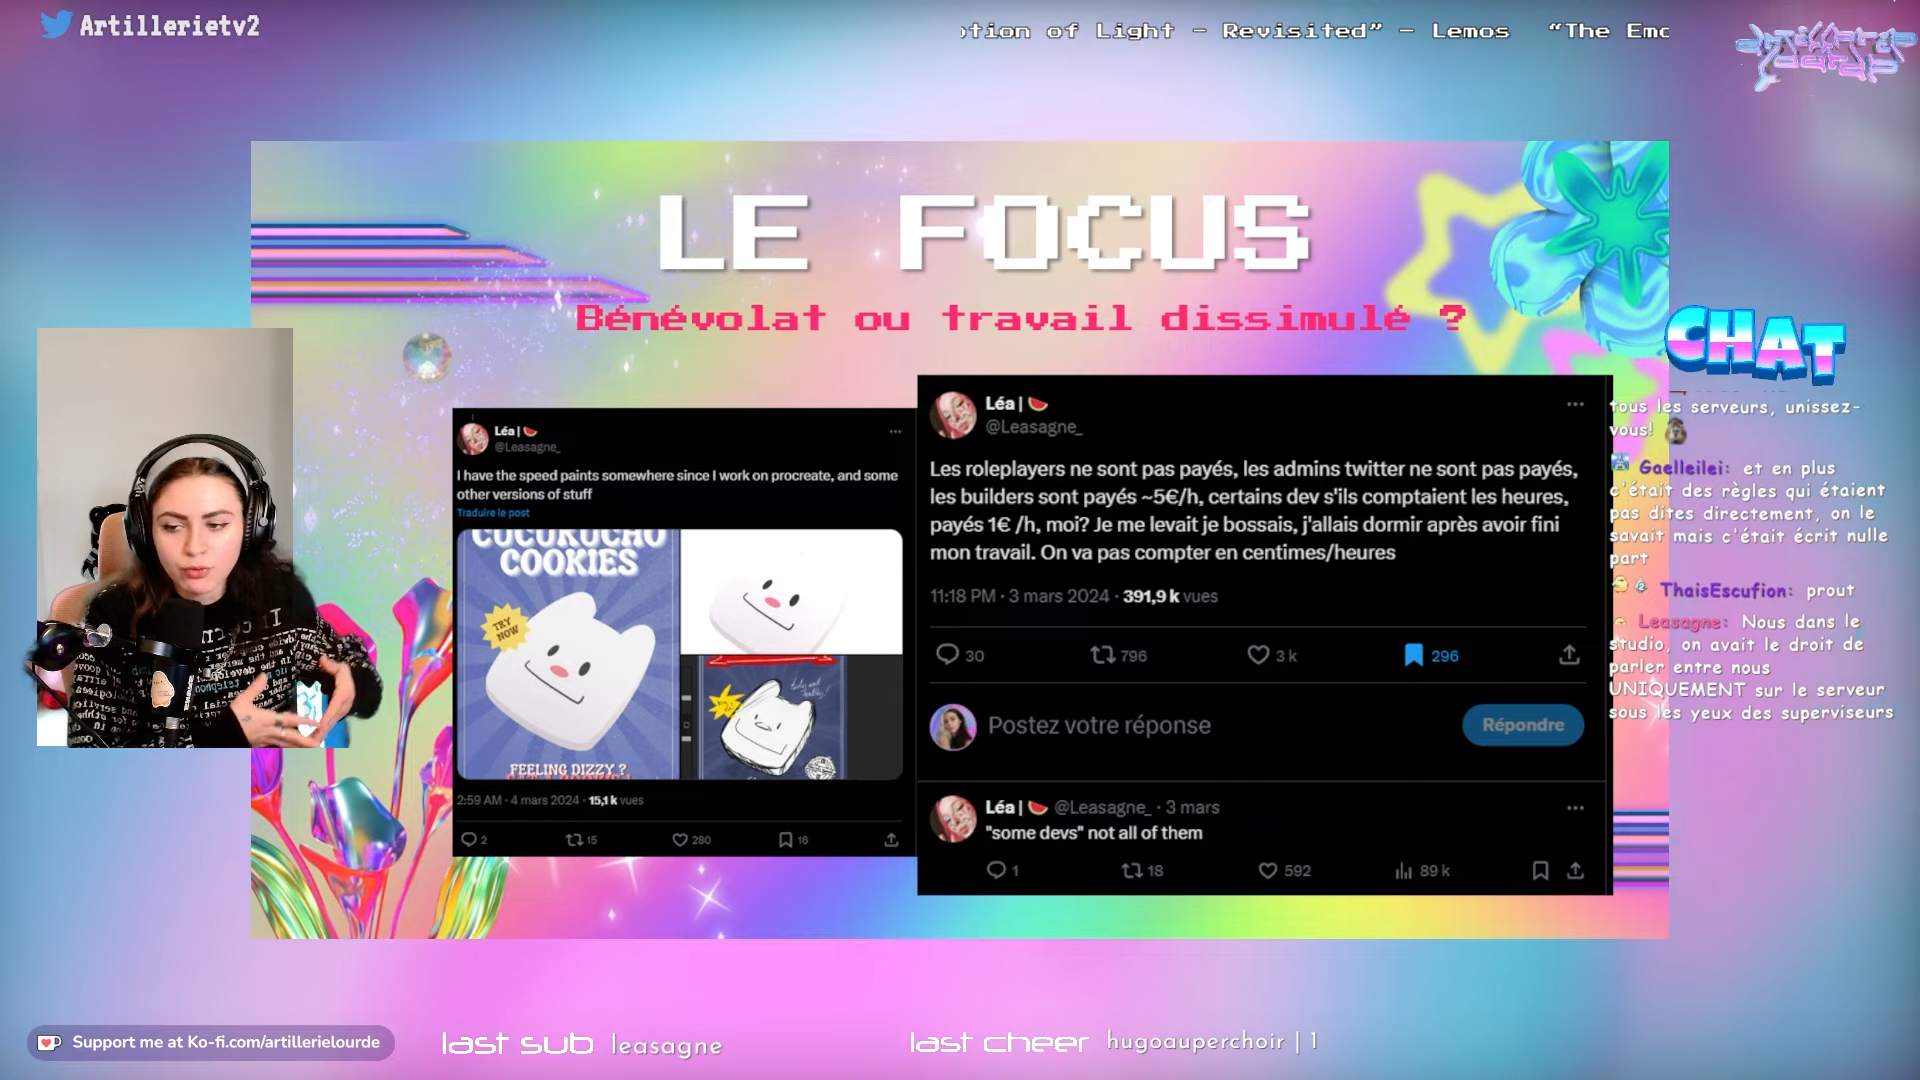 Artillerietv2
tion of Light - Revisited” - Lemos “The Emo
LE FOCUS
Bénévolat ou travail dissimulé ?
CHAT
Léa |
@Leasagne_
I have the speed paints somewhere since I work on procreate, and some
other versions of stuff
Traduire le post
CUCURUCHO
COOKIES
TRY
NOW
FEELING DIZZY ?
2:59 AM · 4 mars 2024 · 15,1 k vues
2
15
280
16
Léa |
@Leasagne_
Les roleplayers ne sont pas payés, les admins twitter ne sont pas payés,
les builders sont payés ~5€/h, certains dev s'ils comptaient les heures,
payés 1€ /h, moi? Je me levait je bossais, j'allais dormir après avoir fini
mon travail. On va pas compter en centimes/heures
11:18 PM · 3 mars 2024 · 391,9 k vues
30
796
3 k
296
Postez votre réponse
Répondre
Léa | @Leasagne_ · 3 mars
"some devs" not all of them
1
18
592
89 k
tous les serveurs, unissez-
vous!
Gaelleilei: et en plus
c'était des règles qui étaient
pas dites directement, on le
savait mais c'était écrit nulle
part
ThaisEscufion: prout
Leasagne: Nous dans le
studio, on avait le droit de
parler entre nous
UNIQUEMENT sur le serveur
sous les yeux des superviseurs
Support me at Ko-fi.com/artillerielourde
last sub leasagne
last cheer hugoauperchoir | 1